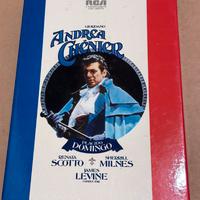 RCA
GIORDANO
ANDREA
CHÉNIER
PLACIDO
DOMINGO
RENATA SHERRILL
SCOTTO MILNES
JAMES
LEVINE